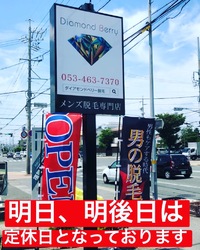 Diamond Berry
053-463-7370
ダイアモンドベリー 浜松
メンズ脱毛専門店
OPEN
男の脱毛
明日、明後日は
定休日となっております